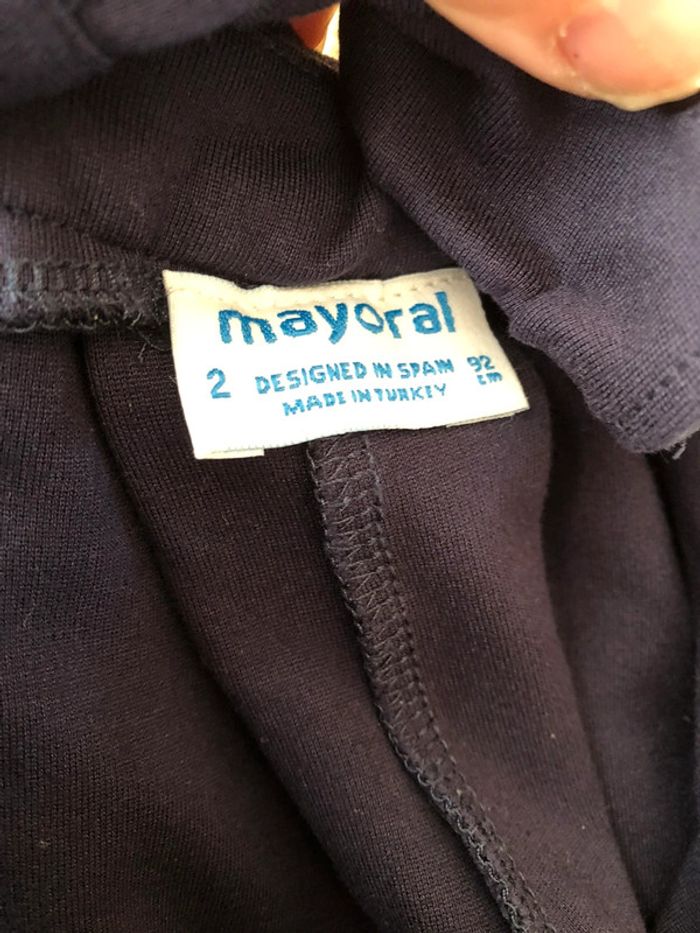 mayoral
2 DESIGNED IN SPAIN 92 cm
MADE IN TURKEY